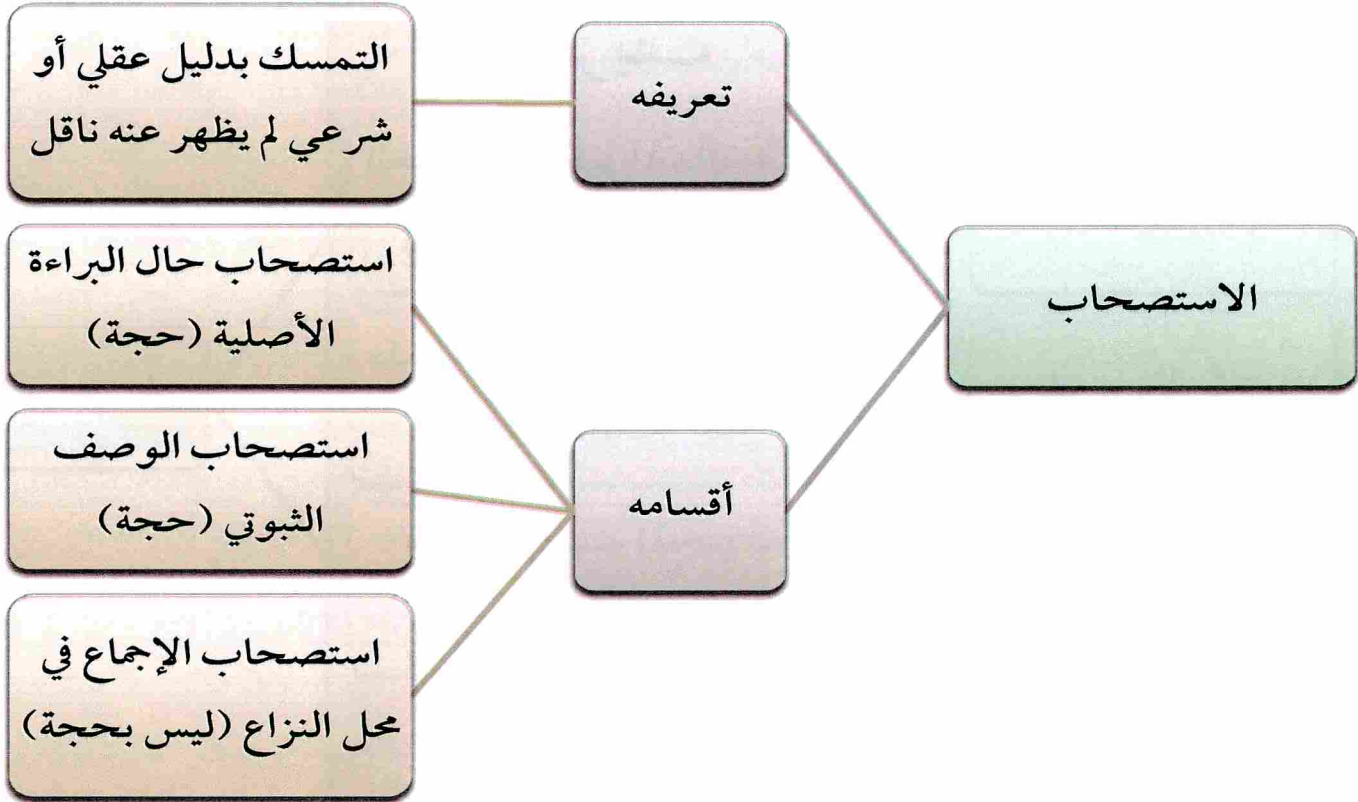 الاستصحاب
تعريفه
التمسك بدليل عقلي أو
شرعي لم يظهر عنه ناقل
أقسامه
استصحاب حال البراءة
الأصلية (حجة)
استصحاب الوصف
الثبوتي (حجة)
استصحاب الإجماع في
محل النزاع (ليس بحجة)